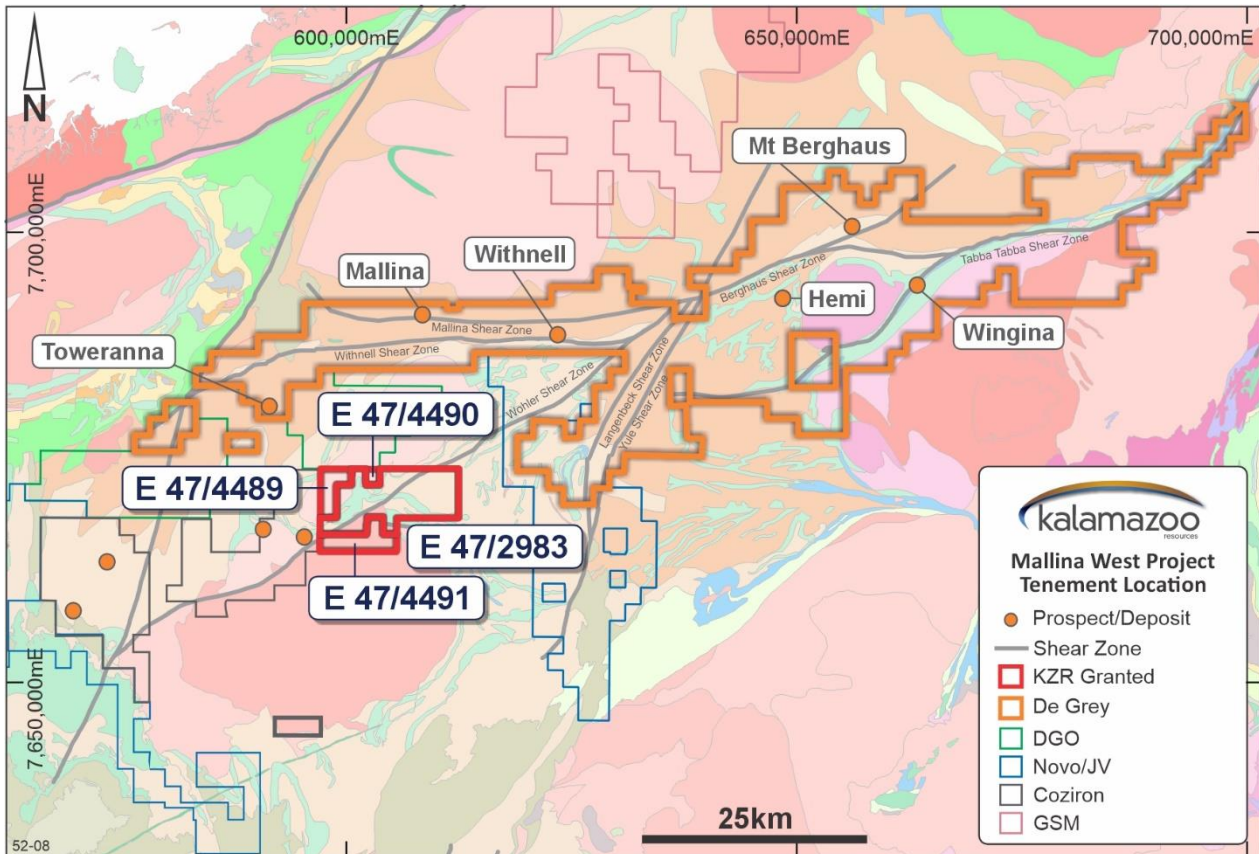 600,000mE
650,000mE
700,000mE
N
7,700,000mE
7,650,000mE
Mt Berghaus
Withnell
Mallina
Hemi
Wingina
Toweranna
Tabba Tabba Shear Zone
Berghaus Shear Zone
Mallina Shear Zone
Withnell Shear Zone
Wohler Shear Zone
Langenbeck Shear Zone
Yule Shear Zone
E 47/4490
E 47/4489
E 47/2983
E 47/4491
kalamazoo
resources
Mallina West Project
Tenement Location
Prospect/Deposit
Shear Zone
KZR Granted
De Grey
DGO
Novo/JV
Coziron
GSM
25km
52-08